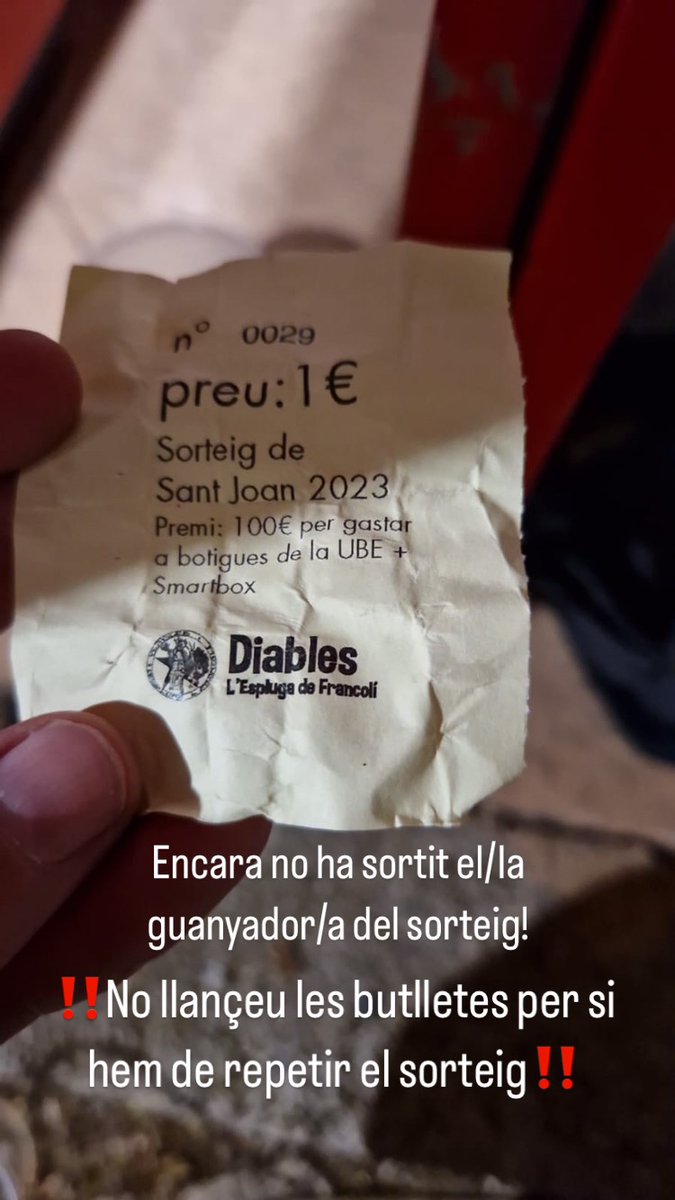 nº 0029
preu: 1€
Sorteig de
Sant Joan 2023
Premi: 100€ per gastar
a botigues de la UBE +
Smartbox
Diables
L'Espluga de Francolí
Encara no ha sortit el/la
guanyador/a del sorteig!
‼️No llançeu les butlletes per si
hem de repetir el sorteig‼️